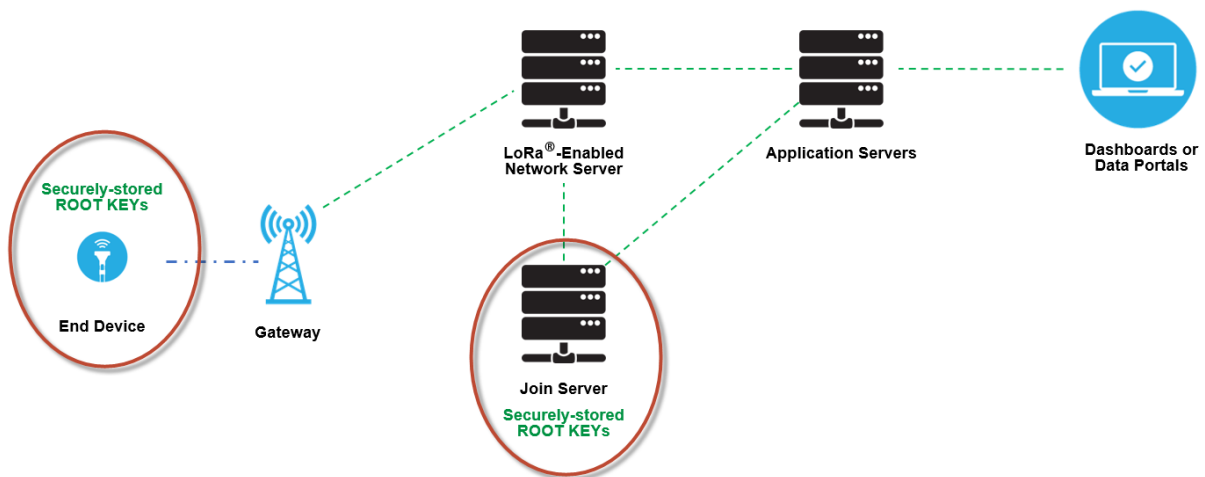 Securely-stored
ROOT KEYs
End Device
Gateway
LoRa®-Enabled
Network Server
Join Server
Securely-stored
ROOT KEYs
Application Servers
Dashboards or
Data Portals